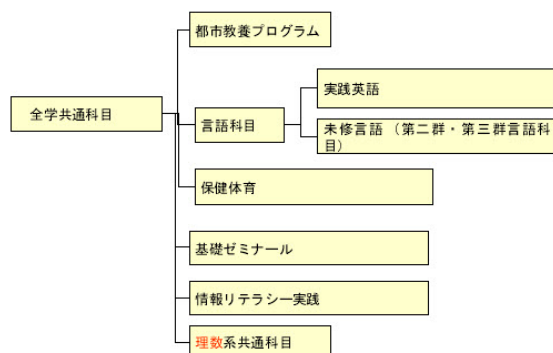 都市教養プログラム
全学共通科目
言語科目
実践英語
未修言語（第二群・第三群言語科
目）
保健体育
基礎ゼミナール
情報リテラシー実践
理数系共通科目